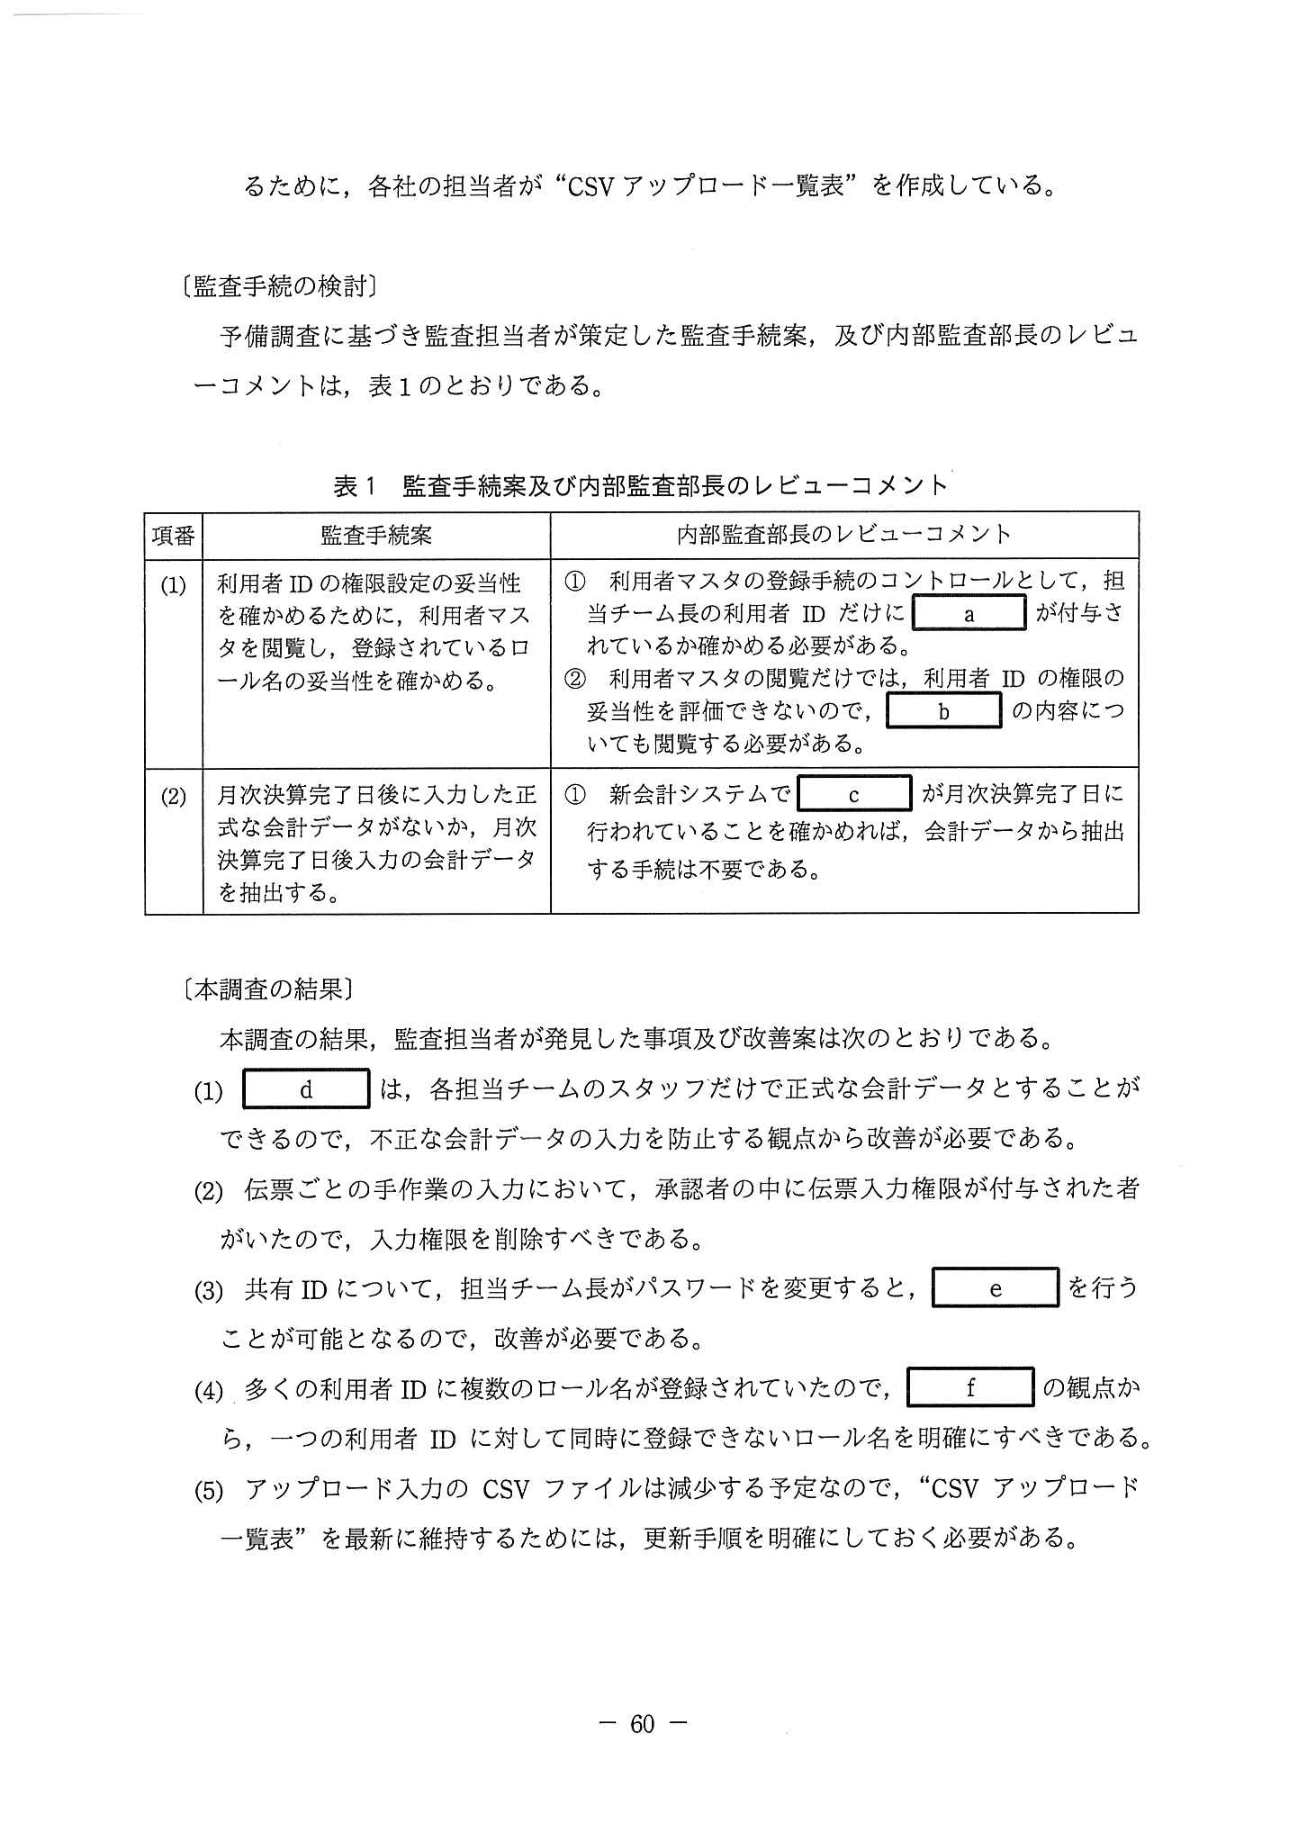 るために，各社の担当者が“CSV アップロード一覧表”を作成している。
〔監査手続の検討〕
予備調査に基づき監査担当者が策定した監査手続案，及び内部監査部長のレビュ
ーコメントは，表１のとおりである。
表１　監査手続案及び内部監査部長のレビューコメント
項番　監査手続案　内部監査部長のレビューコメント
(1)
利用者 ID の権限設定の妥当性
を確かめるために，利用者マス
タを閲覧し，登録されているロ
ール名の妥当性を確かめる。
①　利用者マスタの登録手続のコントロールとして，担
当チーム長の利用者 ID だけに a が付与さ
れているか確かめる必要がある。
②　利用者マスタの閲覧だけでは，利用者 ID の権限の
妥当性を評価できないので， b の内容につ
いても閲覧する必要がある。
(2)
月次決算完了日後に入力した正
式な会計データがないか，月次
決算完了日後入力の会計データ
を抽出する。
①　新会計システムで c が月次決算完了日に
行われていることを確かめれば，会計データから抽出
する手続は不要である。
〔本調査の結果〕
本調査の結果，監査担当者が発見した事項及び改善案は次のとおりである。
(1) d は，各担当チームのスタッフだけで正式な会計データとすることが
できるので，不正な会計データの入力を防止する観点から改善が必要である。
(2) 伝票ごとの手作業の入力において，承認者の中に伝票入力権限が付与された者
がいたので，入力権限を削除すべきである。
(3) 共有 ID について，担当チーム長がパスワードを変更すると， e を行う
ことが可能となるので，改善が必要である。
(4) 多くの利用者 ID に複数のロール名が登録されていたので， f の観点か
ら，一つの利用者 ID に対して同時に登録できないロール名を明確にすべきである。
(5) アップロード入力の CSV ファイルは減少する予定なので，“CSV アップロード
一覧表”を最新に維持するためには，更新手順を明確にしておく必要がある。
－ 60 －